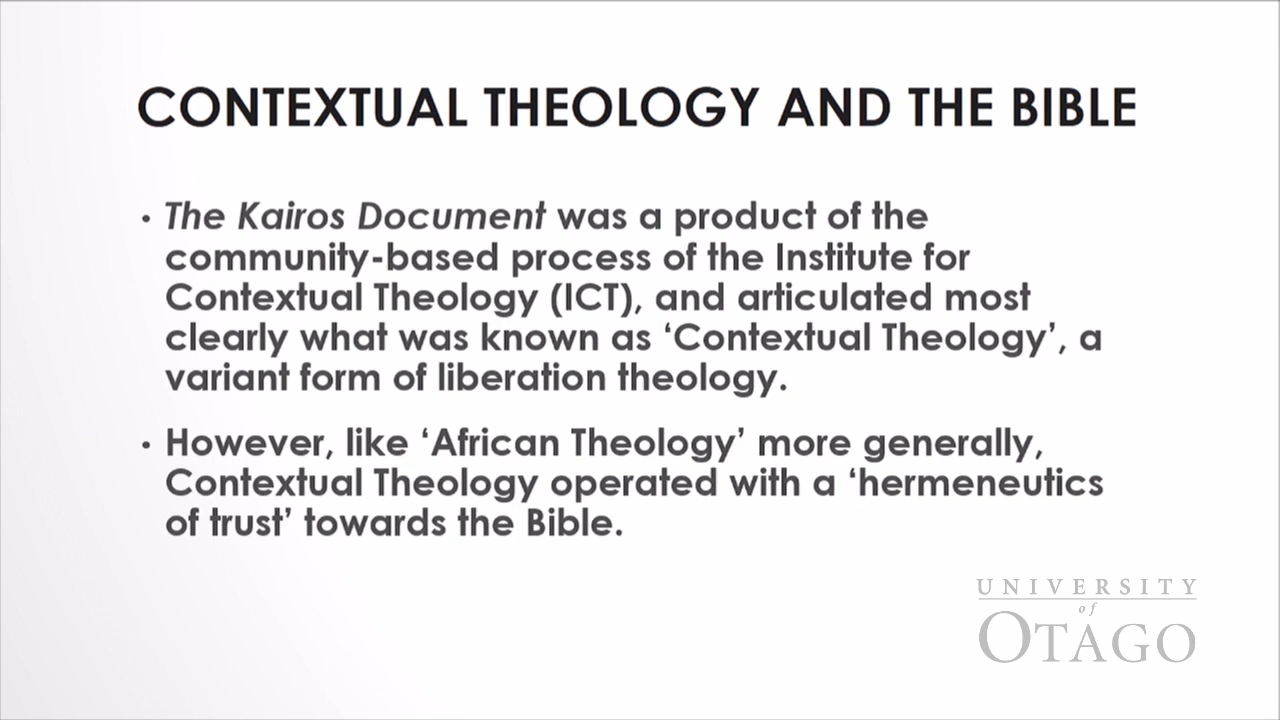 CONTEXTUAL THEOLOGY AND THE BIBLE
• The Kairos Document was a product of the
community-based process of the Institute for
Contextual Theology (ICT), and articulated most
clearly what was known as ‘Contextual Theology’, a
variant form of liberation theology.
• However, like ‘African Theology’ more generally,
Contextual Theology operated with a ‘hermeneutics
of trust’ towards the Bible.
UNIVERSITY
of
OTAGO